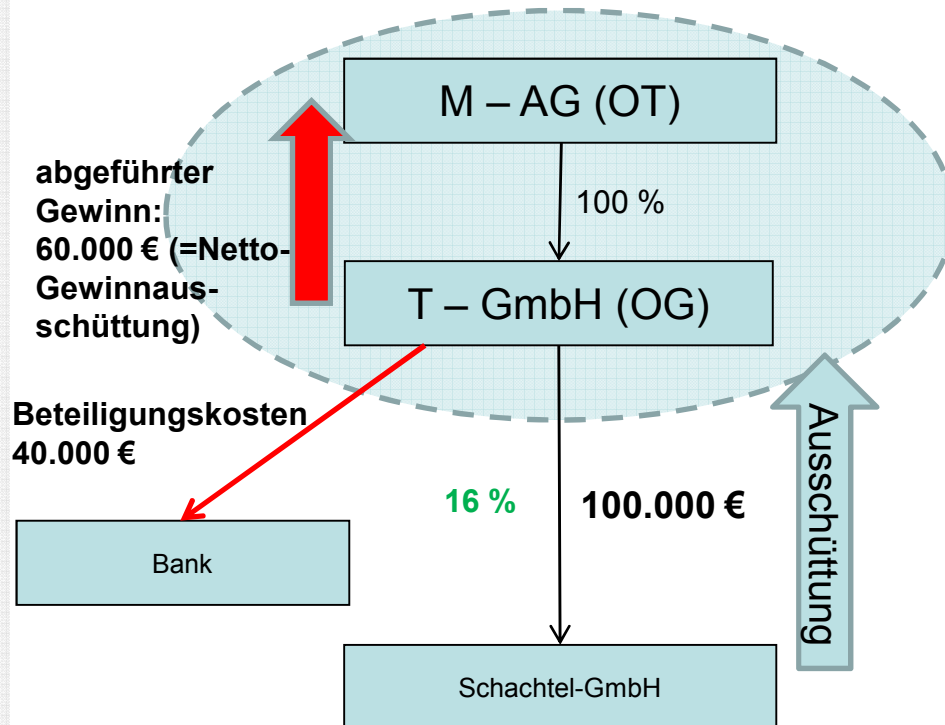 M – AG (OT)
abgeführter
Gewinn:
60.000 € (=Netto-
Gewinnaus-
schüttung)
100 %
T – GmbH (OG)
Beteiligungskosten
40.000 €
Ausschüttung
16 %
100.000 €
Bank
Schachtel-GmbH